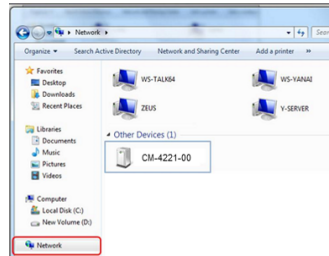 Network
Sear
Organize
Search Active Directory
Network and Sharing Center
Add a printer
Favorites
Desktop
Downloads
Recent Places
Libraries
Documents
Music
Pictures
Videos
Computer
Local Disk (C:)
New Volume (D:)
Network
WS-TALK64
WS-YANAI
ZEUS
Y-SERVER
Other Devices (1)
CM-4221-00